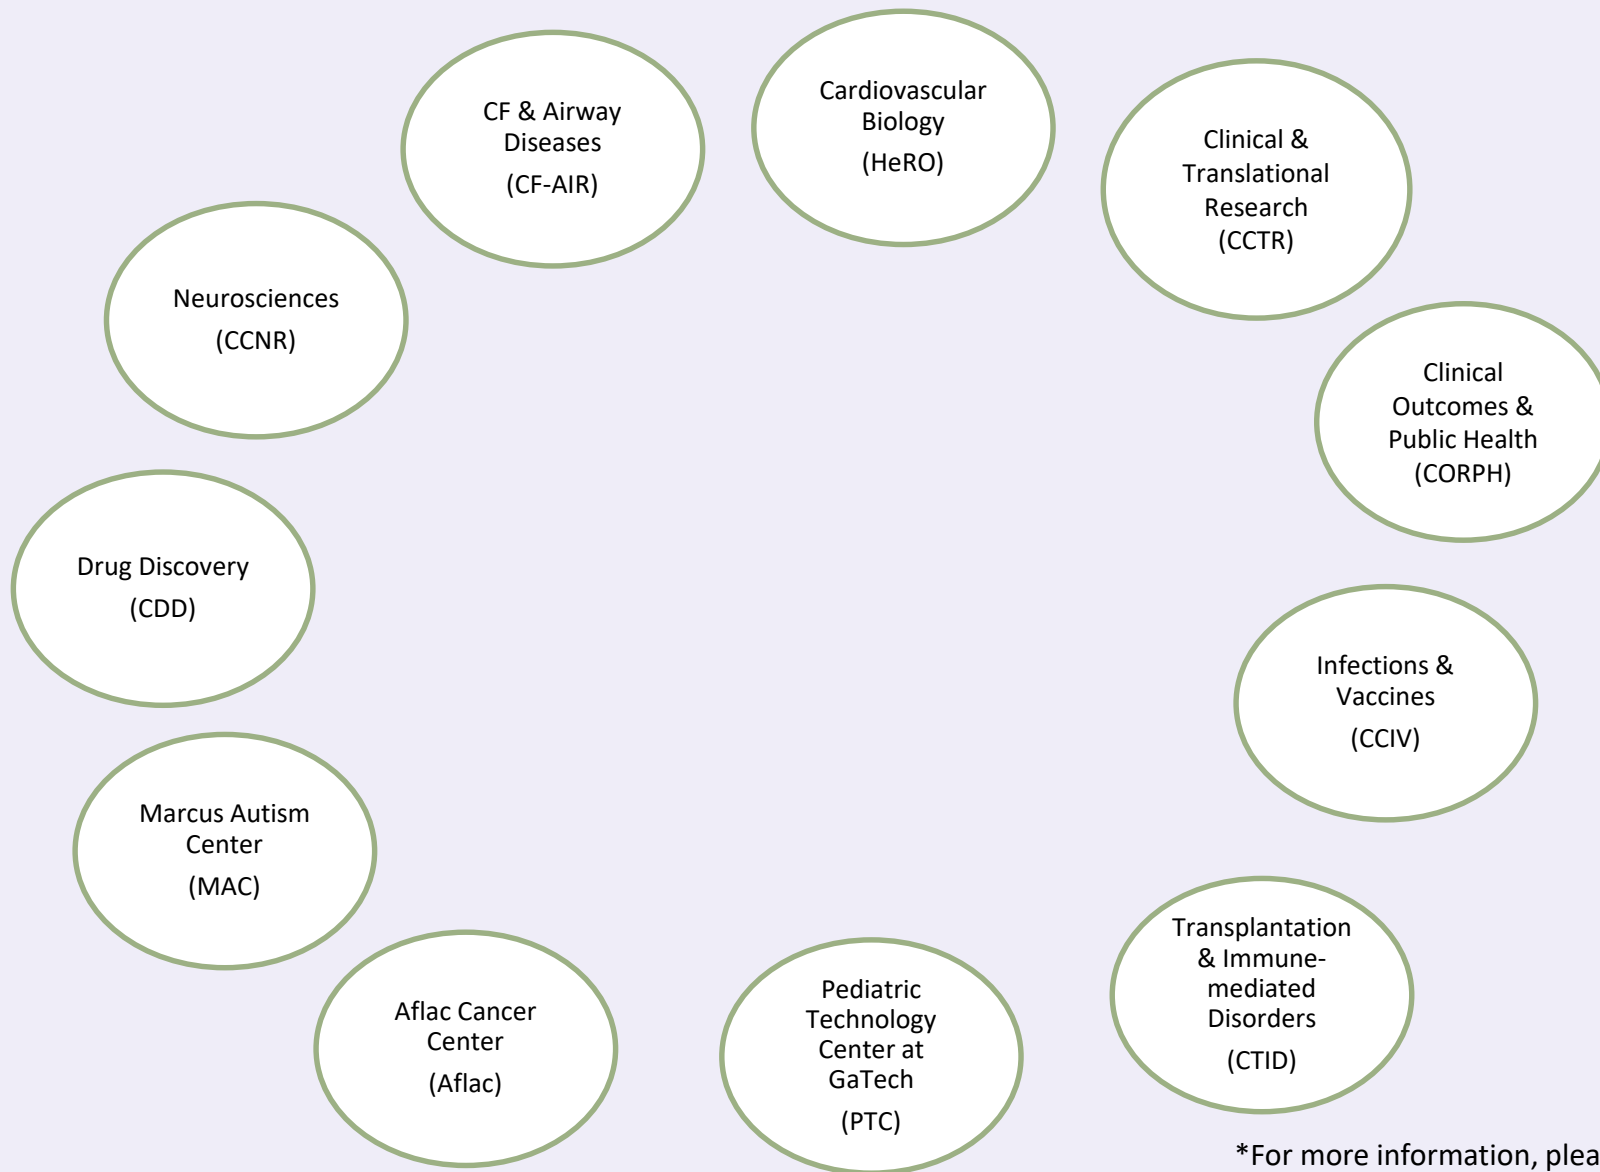 Cardiovascular
Biology
(HeRO)
Clinical &
Translational
Research
(CCTR)
Clinical
Outcomes &
Public Health
(CORPH)
Infections &
Vaccines
(CCIV)
Transplantation
& Immune-
mediated
Disorders
(CTID)
Pediatric
Technology
Center at
GaTech
(PTC)
Aflac Cancer
Center
(Aflac)
Marcus Autism
Center
(MAC)
Drug Discovery
(CDD)
Neurosciences
(CCNR)
CF & Airway
Diseases
(CF-AIR)
*For more information, plea